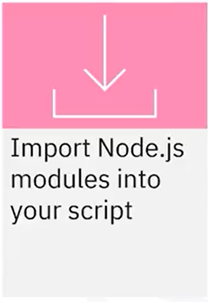 Import Node.js
modules into
your script